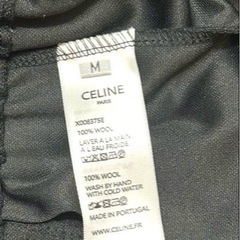 M
CELINE
PARIS
X00837SE
100% WOOL
LAVER A LA MAIN
A L'EAU FROIDE
100% WOOL
WASH BY HAND
WITH COLD WATER
MADE IN PORTUGAL
WWW.CELINE.FR